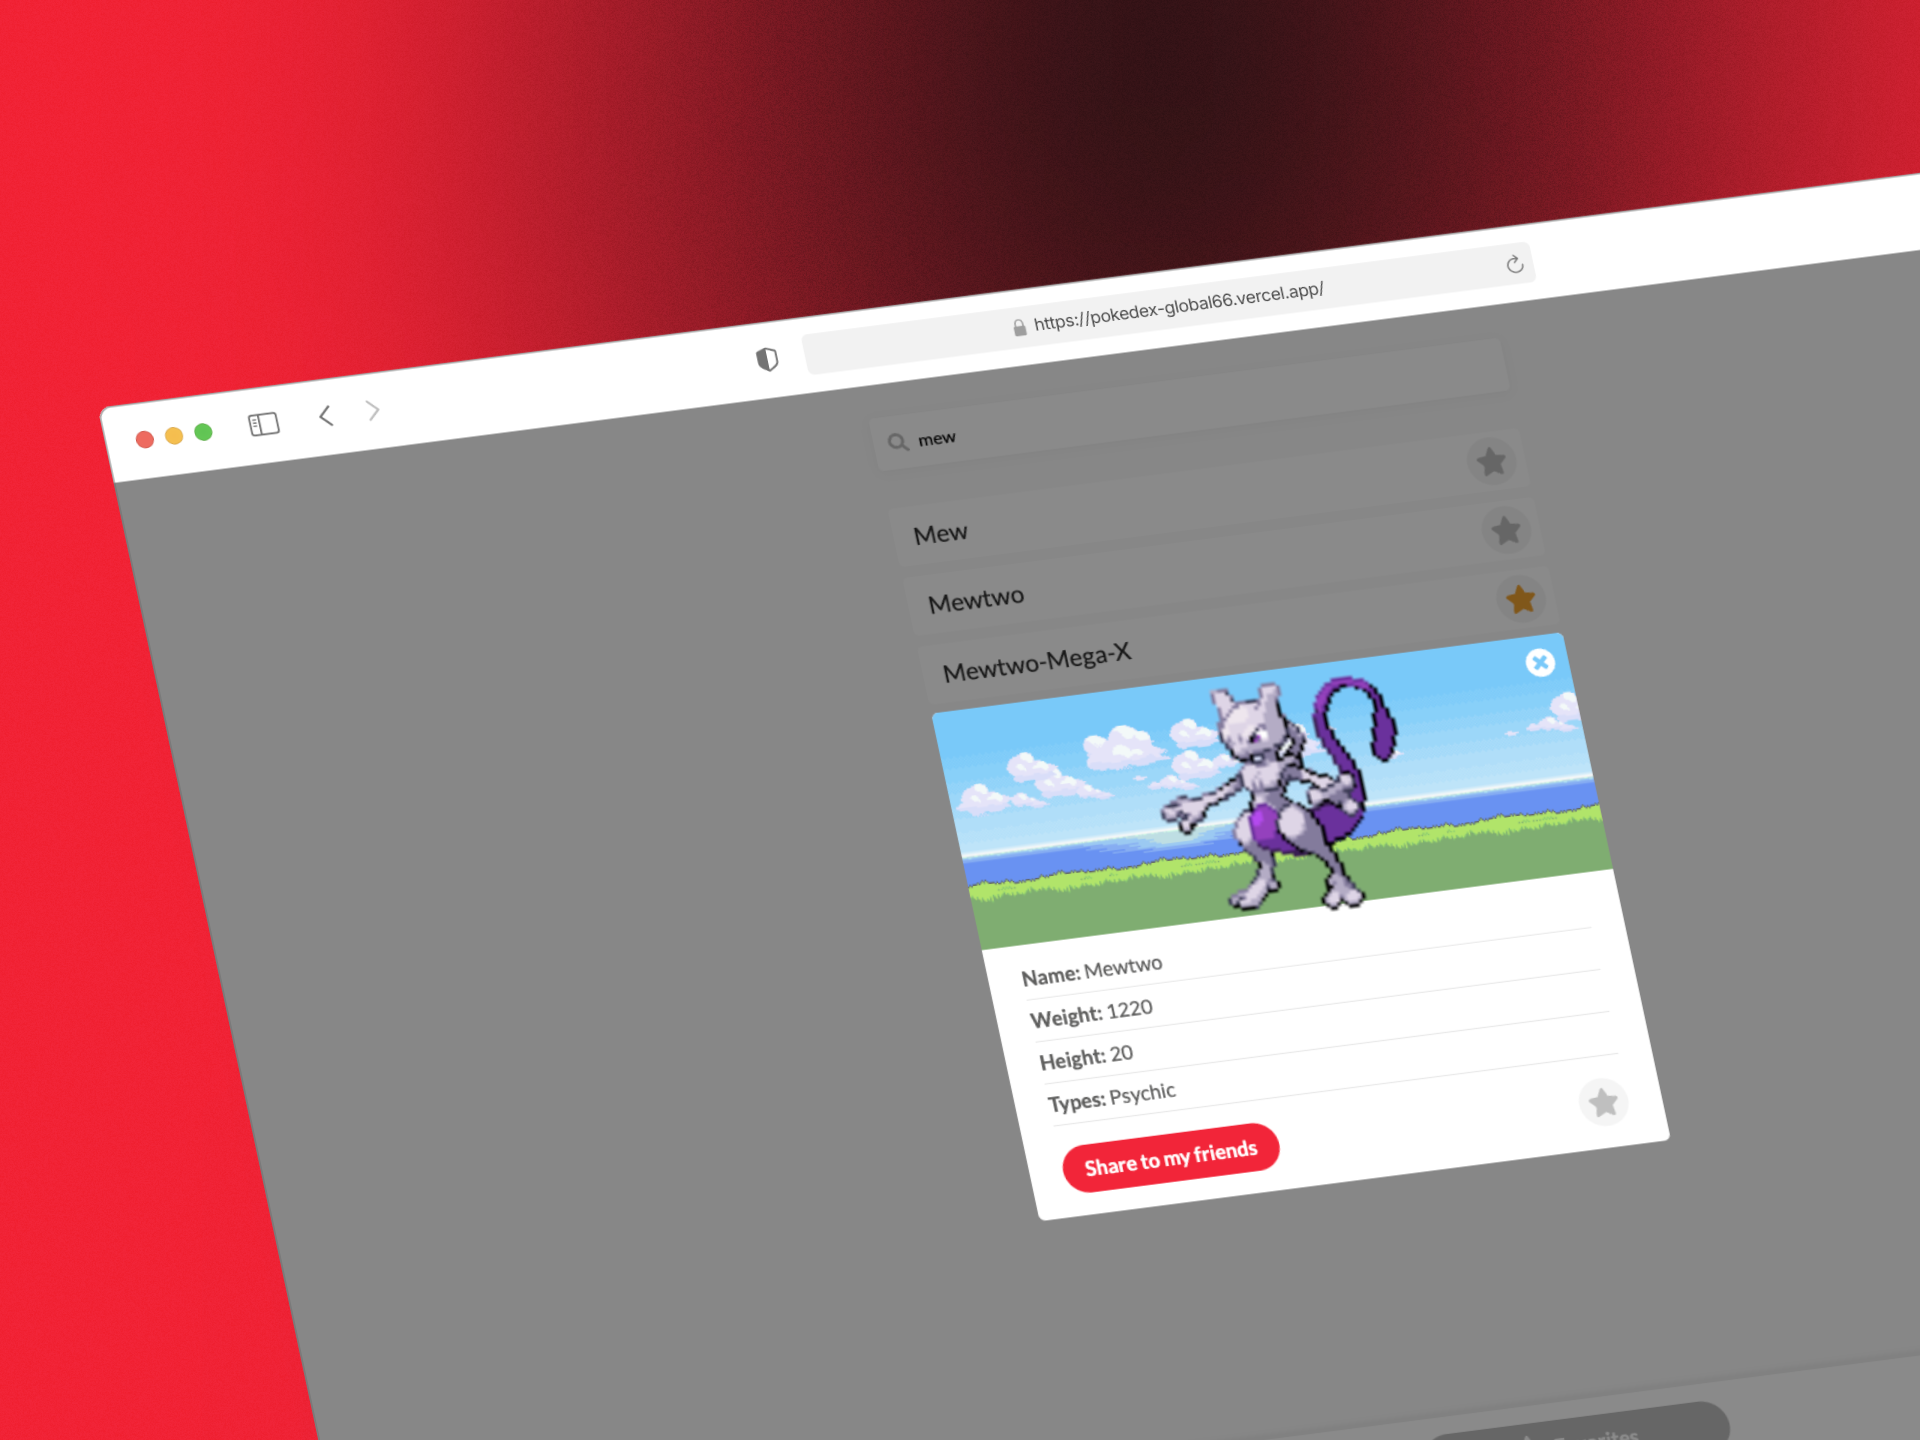 https://pokedex-global66.vercel.app/
mew
Mew
Mewtwo
Mewtwo-Mega-X
Name: Mewtwo
Weight: 1220
Height: 20
Types: Psychic
Share to my friends